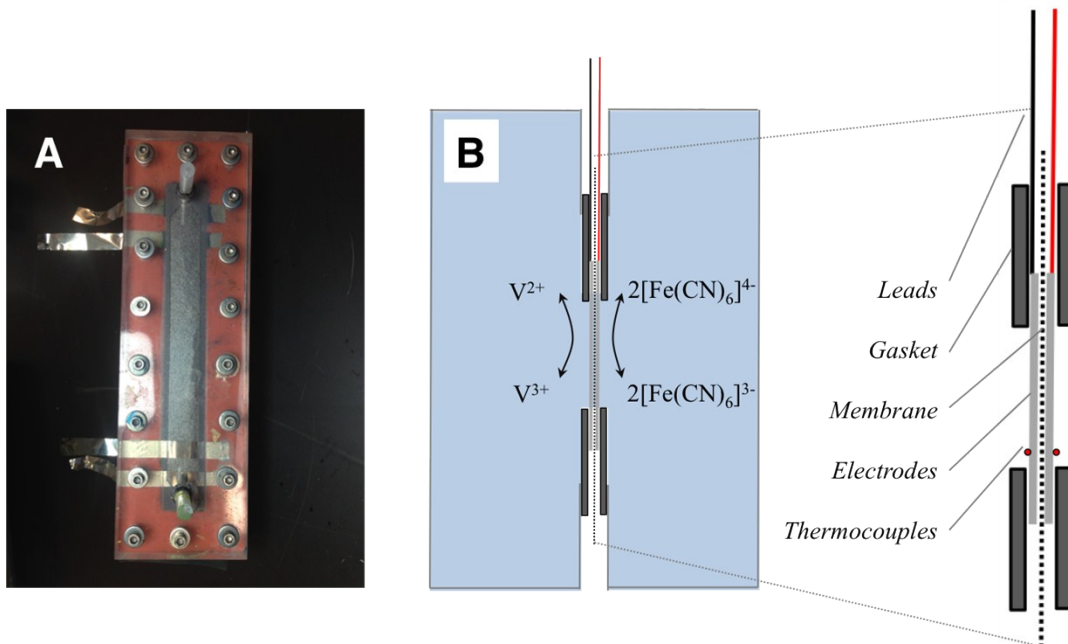 A
B
V²⁺
2[Fe(CN)₆]⁴⁻
V³⁺
2[Fe(CN)₆]³⁻
Leads
Gasket
Membrane
Electrodes
Thermocouples